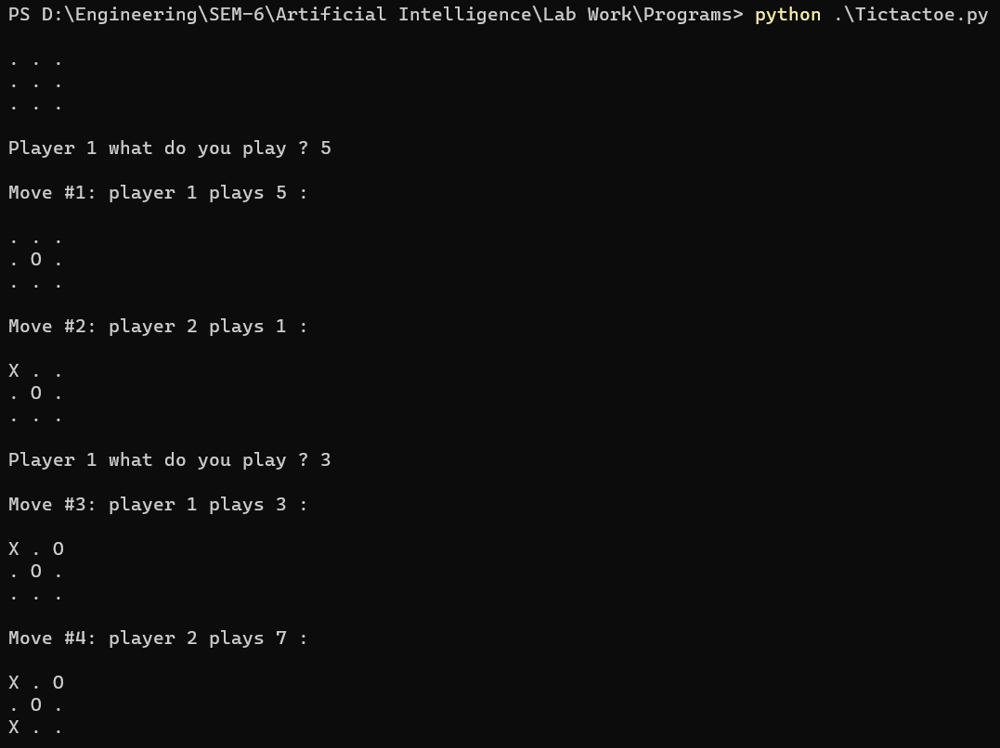 PS D:\Engineering\SEM-6\Artificial Intelligence\Lab Work\Programs> python .\Tictactoe.py
. . .
. . .
. . .
Player 1 what do you play ? 5
Move #1: player 1 plays 5 :
. . .
. O .
. . .
Move #2: player 2 plays 1 :
X . .
. O .
. . .
Player 1 what do you play ? 3
Move #3: player 1 plays 3 :
X . O
. O .
. . .
Move #4: player 2 plays 7 :
X . O
. O .
X . .